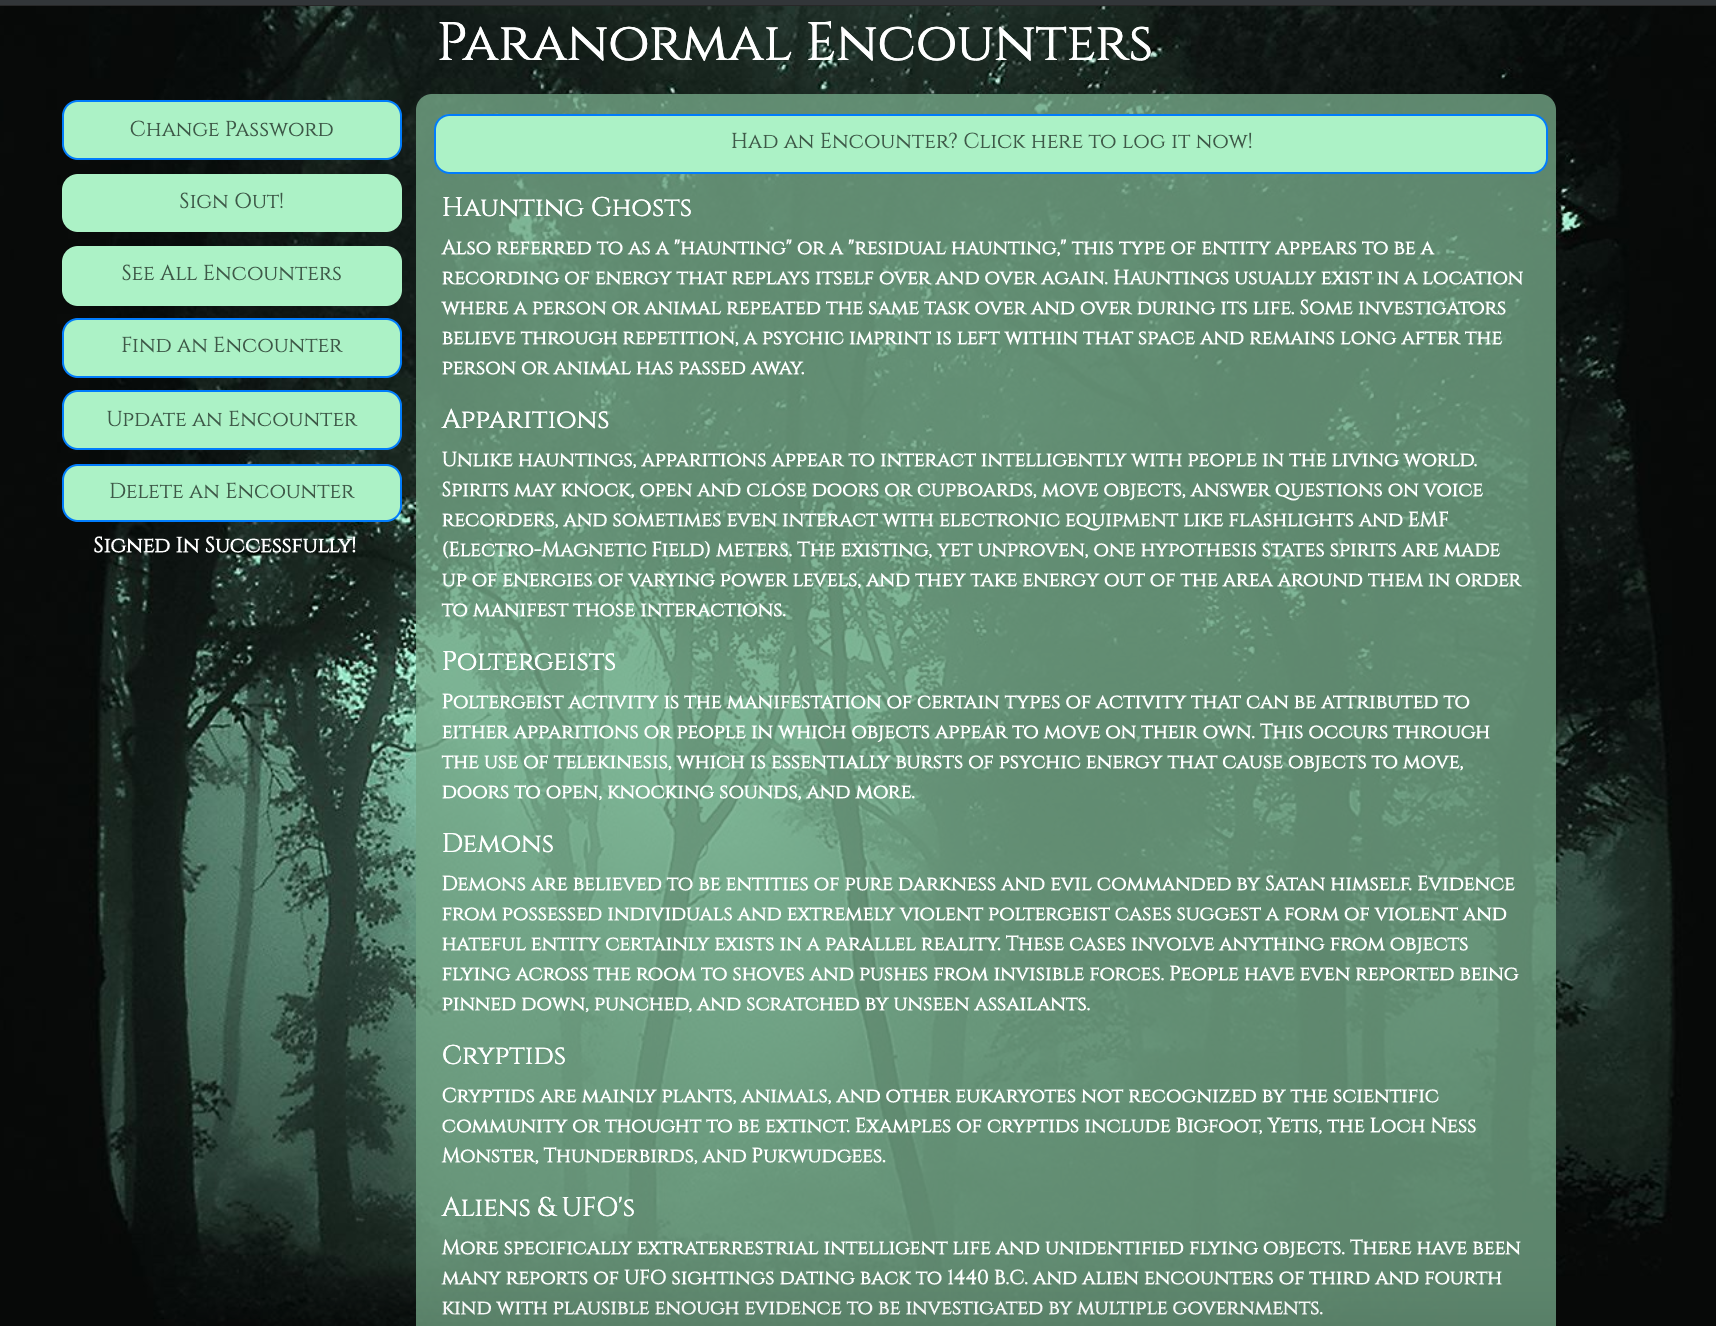 Paranormal Encounters
Change Password
Sign Out!
See All Encounters
Find an Encounter
Update an Encounter
Delete an Encounter
Signed In Successfully!
Had an Encounter? Click here to log it now!
Haunting Ghosts
Also referred to as a "haunting" or a "residual haunting," this type of entity appears to be a
recording of energy that replays itself over and over again. Hauntings usually exist in a location
where a person or animal repeated the same task over and over during its life. Some investigators
believe through repetition, a psychic imprint is left within that space and remains long after the
person or animal has passed away.
Apparitions
Unlike hauntings, apparitions appear to interact intelligently with people in the living world.
Spirits may knock, open and close doors or cupboards, move objects, answer questions on voice
recorders, and sometimes even interact with electronic equipment like flashlights and EMF
(Electro-Magnetic Field) meters. The existing, yet unproven, one hypothesis states spirits are made
up of energies of varying power levels, and they take energy out of the area around them in order
to manifest those interactions.
Poltergeists
Poltergeist activity is the manifestation of certain types of activity that can be attributed to
either apparitions or people in which objects appear to move on their own. This occurs through
the use of telekinesis, which is essentially bursts of psychic energy that cause objects to move,
doors to open, knocking sounds, and more.
Demons
Demons are believed to be entities of pure darkness and evil commanded by Satan himself. Evidence
from possessed individuals and extremely violent poltergeist cases suggest a form of violent and
hateful entity certainly exists in a parallel reality. These cases involve anything from objects
flying across the room to shoves and pushes from invisible forces. People have even reported being
pinned down, punched, and scratched by unseen assailants.
Cryptids
Cryptids are mainly plants, animals, and other eukaryotes not recognized by the scientific
community or thought to be extinct. Examples of cryptids include Bigfoot, Yetis, the Loch Ness
Monster, Thunderbirds, and Pukwudgees.
Aliens & UFO's
More specifically extraterrestrial intelligent life and unidentified flying objects. There have been
many reports of UFO sightings dating back to 1440 B.C. and alien encounters of third and fourth
kind with plausible enough evidence to be investigated by multiple governments.